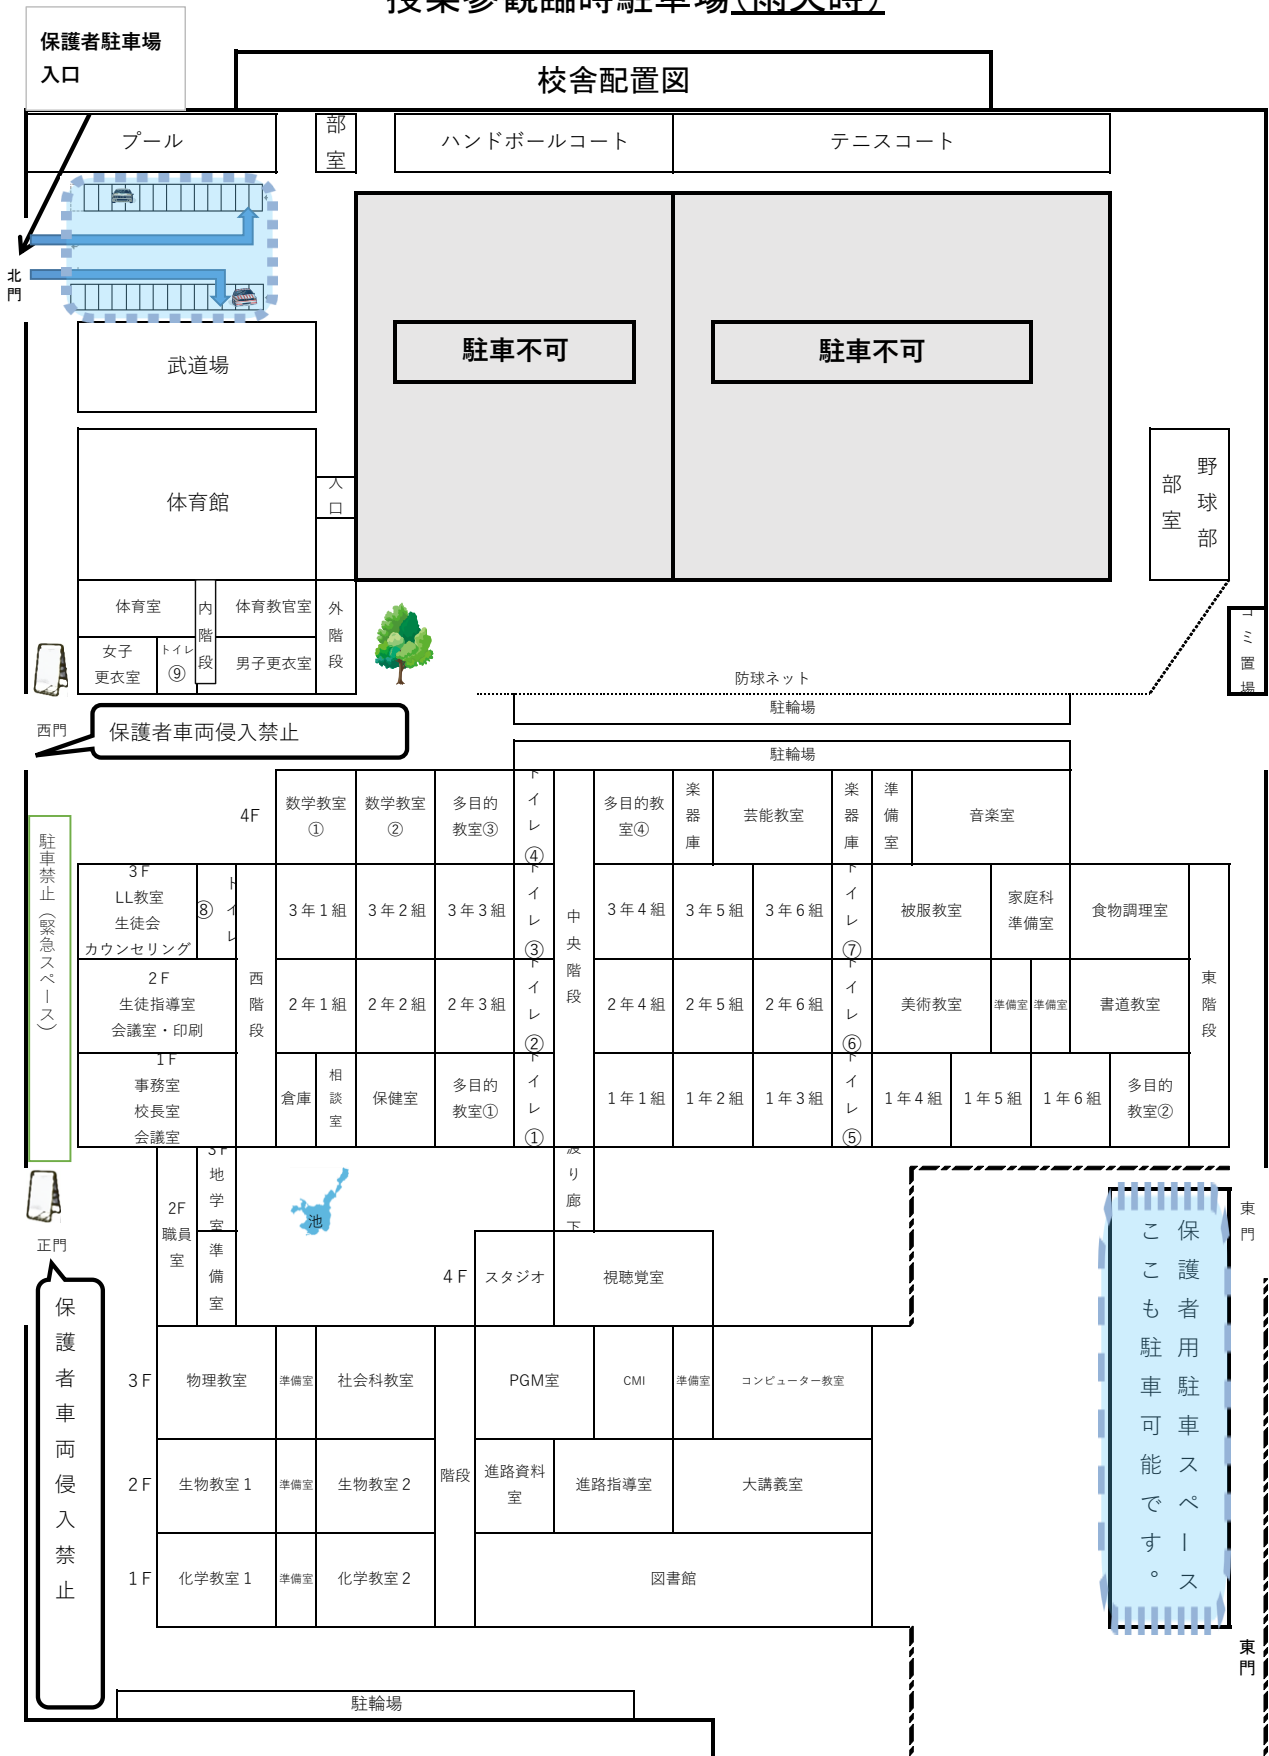 授業参観臨時駐車場(雨天時)
保護者駐車場
入口
校舎配置図
プール
部室
ハンドボールコート
テニスコート
北門
駐車不可
駐車不可
武道場
体育館
入口
野球部
部室
体育室
内階段
体育教官室
外階段
女子
更衣室
トイレ
⑨
男子更衣室
ゴミ置場
防球ネット
駐輪場
西門
保護者車両侵入禁止
駐輪場
4F
数学教室
①
数学教室
②
多目的
教室③
トイレ④
中央階段
多目的教
室④
楽器庫
芸能教室
楽器庫
準備室
音楽室
駐車禁止（緊急スペース）
3F
LL教室
生徒会
カウンセリング
トイレ
⑧
西階段
3年1組
3年2組
3年3組
トイレ③
3年4組
3年5組
3年6組
トイレ⑦
被服教室
家庭科
準備室
食物調理室
東階段
2F
生徒指導室
会議室・印刷
2年1組
2年2組
2年3組
トイレ②
2年4組
2年5組
2年6組
トイレ⑥
美術教室
準備室
準備室
書道教室
1F
事務室
校長室
会議室
倉庫
相談室
保健室
多目的
教室①
トイレ①
1年1組
1年2組
1年3組
トイレ⑤
1年4組
1年5組
1年6組
多目的
教室②
2F
職員
室
3F
地学室
準備室
池
渡り廊下
東門
正門
4F
スタジオ
視聴覚室
保護者車両侵入禁止
保護者用駐車スペース
ここも駐車可能です。
3F
物理教室
準備室
社会科教室
階段
PGM室
CMI
準備室
コンピューター教室
2F
生物教室1
準備室
生物教室2
進路資料
室
進路指導室
大講義室
1F
化学教室1
準備室
化学教室2
図書館
東門
駐輪場